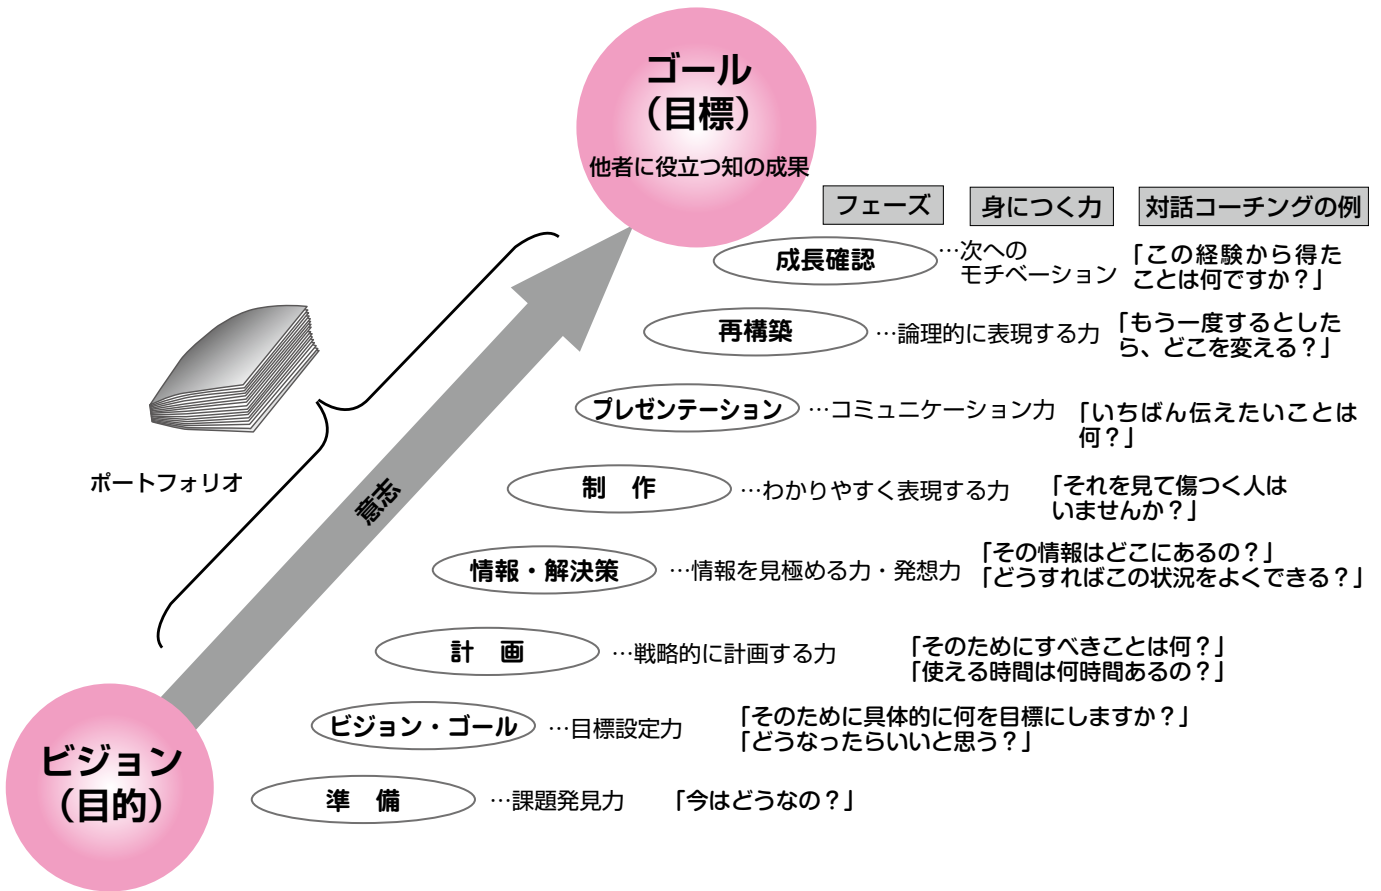 ゴール
（目標）
他者に役立つ知の成果
フェーズ
身につく力
対話コーチングの例
成長確認
…次への
モチベーション
「この経験から得た
ことは何ですか？」
再構築
…論理的に表現する力
「もう一度するとした
ら、どこを変える？」
プレゼンテーション
…コミュニケーション力
「いちばん伝えたいことは
何？」
ポートフォリオ
意志
制　作
…わかりやすく表現する力
「それを見て傷つく人は
いませんか？」
情報・解決策
…情報を見極める力・発想力
「その情報はどこにあるの？」
「どうすればこの状況をよくできる？」
計　画
…戦略的に計画する力
「そのためにすべきことは何？」
「使える時間は何時間あるの？」
ビジョン・ゴール
…目標設定力
「そのために具体的に何を目標にしますか？」
「どうなったらいいと思う？」
ビジョン
（目的）
準　備
…課題発見力
「今はどうなの？」